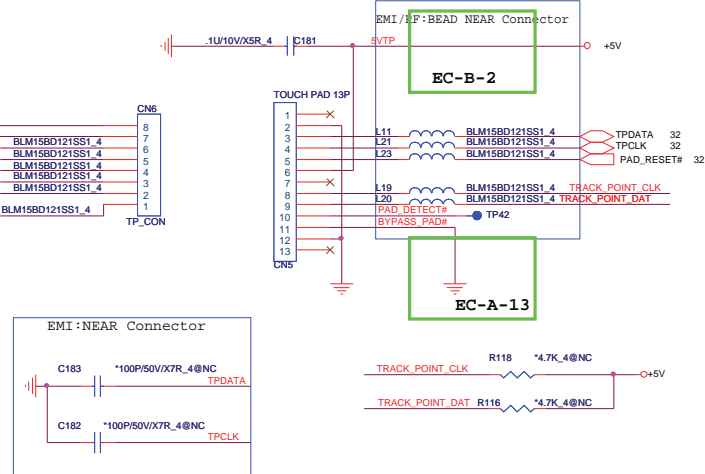 EMI/RF:BEAD NEAR Connector
.1U/10V/X5R_4 C181 5VTP +5V
EC-B-2
TOUCH PAD 13P
CN6
8
7
6
5
4
3
2
1
BLM15BD121SS1_4
BLM15BD121SS1_4
BLM15BD121SS1_4
BLM15BD121SS1_4
BLM15BD121SS1_4
BLM15BD121SS1_4
TP_CON
1
2
3
4
5
6
7
8
9
10
11
12
13
CN5
L11 BLM15BD121SS1_4 TPDATA 32
L21 BLM15BD121SS1_4 TPCLK 32
L23 BLM15BD121SS1_4 PAD_RESET# 32
L19 BLM15BD121SS1_4 TRACK_POINT_CLK
L20 BLM15BD121SS1_4 TRACK_POINT_DAT
PAD_DETECT# TP42
BYPASS_PAD#
EC-A-13
EMI:NEAR Connector
C183 *100P/50V/X7R_4@NC
TPDATA
C182 *100P/50V/X7R_4@NC
TPCLK
R118 *4.7K_4@NC
TRACK_POINT_CLK
+5V
TRACK_POINT_DAT R116 *4.7K_4@NC